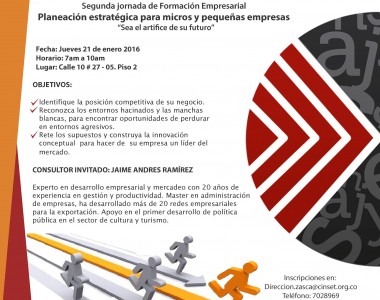 Segunda jornada de Formación Empresarial
Planeación estratégica para micros y pequeñas empresas
"Sea el artífice de su futuro"
Fecha: Jueves 21 de enero 2016
Horario: 7am a 10am
Lugar: Calle 10 # 27 - 05. Piso 2
OBJETIVOS:
Identifique la posición competitiva de su negocio.
Reconozca los entornos hacinados y las manchas
blancas, para encontrar oportunidades de perdurar
en entornos agresivos.
Rete los supuestos y construya la innovación
conceptual para hacer de su empresa un líder del
mercado.
CONSULTOR INVITADO: JAIME ANDRES RAMÍREZ
Experto en desarrollo empresarial y mercadeo con 20 años de
experiencia en gestión y productividad. Master en administración
de empresas, ha desarrollado más de 20 redes empresariales
para la exportación. Apoyo en el primer desarrollo de política
pública en el sector de cultura y turismo.
Inscripciones en:
Direccion.zasca@cinset.org.co
Teléfono: 7028969